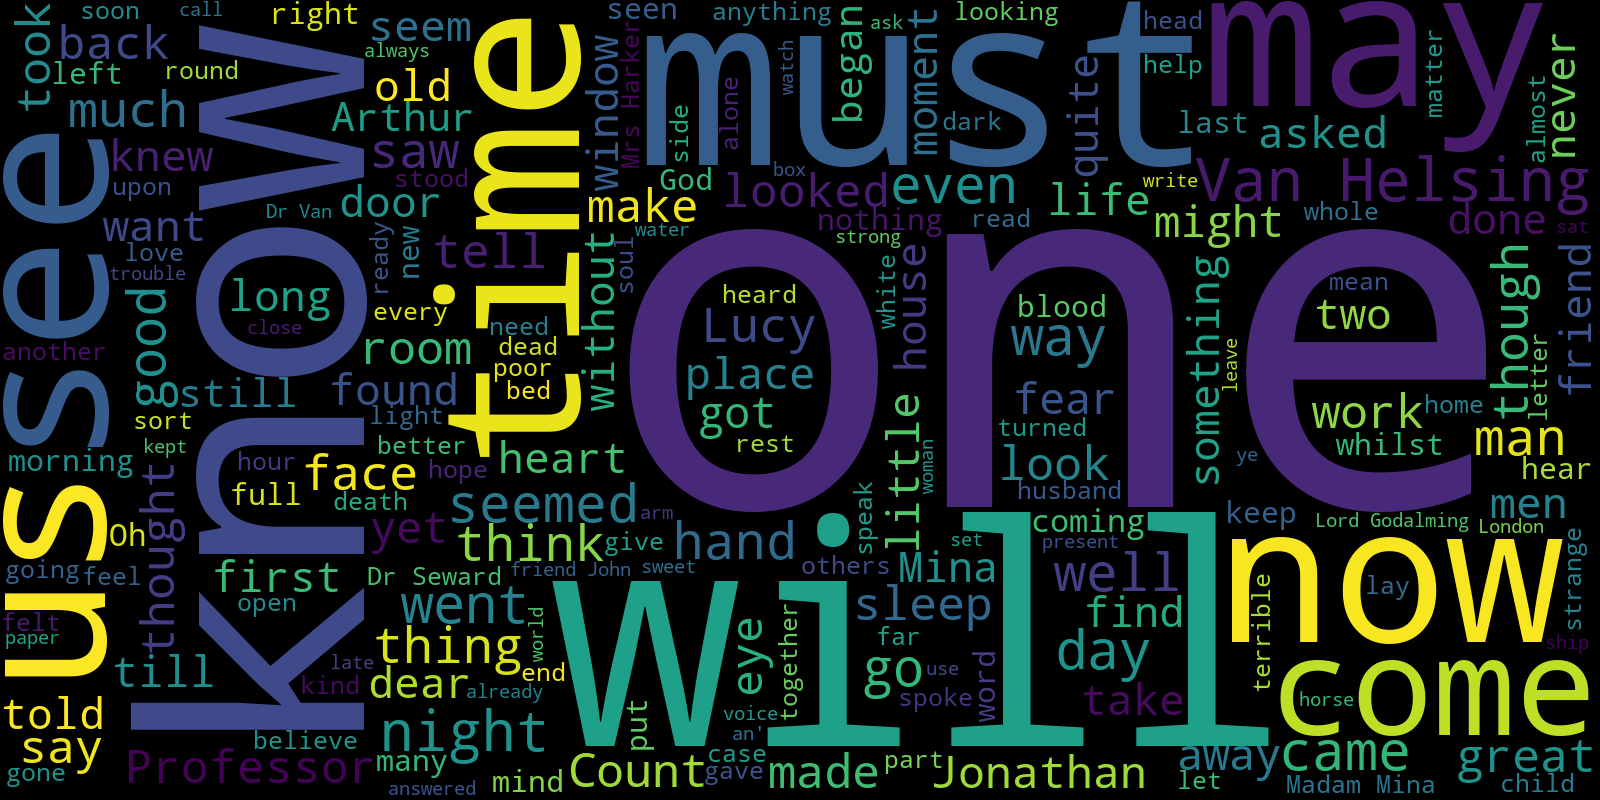 one
will
know
time
must
may
us
see
now
come
Van Helsing
took
soon
call
right
back
left
round
seem
always
old
much
Arthur
knew
saw
stood
upon
Dr Van
door
want
love
trouble
ready
new
tell
long
close
every
good
another
room
still
found
sort
kept
light
morning
thought
hour
face
better
hope
full
death
Oh
yet
going
feel
first
Dr Seward
open
felt
paper
went
till
late
kind
thing
dear
already
told
say
gone
Professor
believe
night
many
answered
mind
end
world
seen
anything
ask
looking
head
window
Mrs Harker
side
alone
watch
began
moment
dark
box
God
make
looked
even
nothing
read
water
strong
without
soul
white
house
little
woman
heard
Lucy
place
got
rest
need
dead
poor
bed
heart
seemed
arm
think
give
hand
friend John
sweet
speak
others
quite
help
last
asked
matter
almost
never
write
life
might
whole
done
sat
blood
way
fear
turned
look
husband
something
leave
mean
two
work
home
whilst
though
letter
friend
man
hear
ye
men
keep
Lord Godalming
London
strange
coming
set
present
Mina
well
sleep
find
day
far
go
use
spoke
word
take
terrible
lay
ship
horse
eye
together
voice
an'
put
Count
case
gave
made
part
Jonathan
away
came
let
Madam Mina
great
child